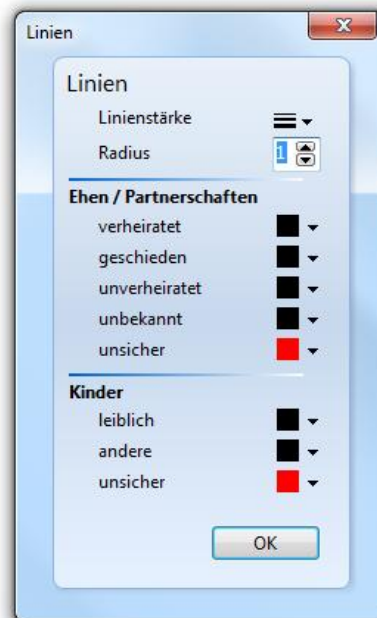 Linien
Linien
Linienstärke
Radius 1
Ehen / Partnerschaften
verheiratet
geschieden
unverheiratet
unbekannt
unsicher
Kinder
leiblich
andere
unsicher
OK